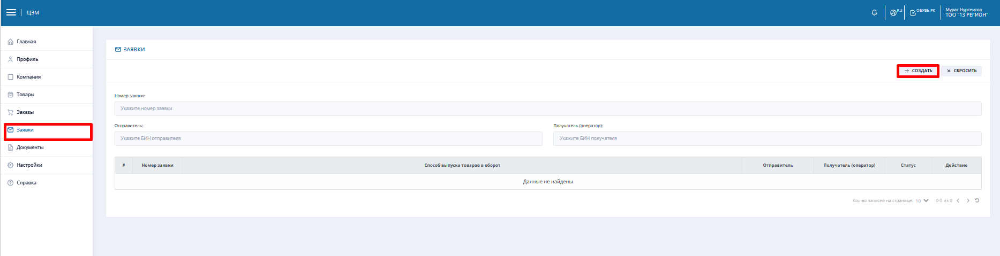 ЦЭМ
RU
ОБУВЬ РК
Мурат Нурсеитов
ТОО "13 РЕГИОН"
Главная
Профиль
Компания
Товары
Заказы
Заявки
Документы
Настройки
Справка
ЗАЯВКИ
СОЗДАТЬ
СБРОСИТЬ
Номер заявки:
Укажите номер заявки
Отправитель: Получатель (оператор):
Укажите БИН отправителя Укажите БИН получателя
# Номер заявки Способ выпуска товаров в оборот Отправитель Получатель (оператор) Статус Действие
Данные не найдены
Кол-во записей на странице: 10 0-0 из 0